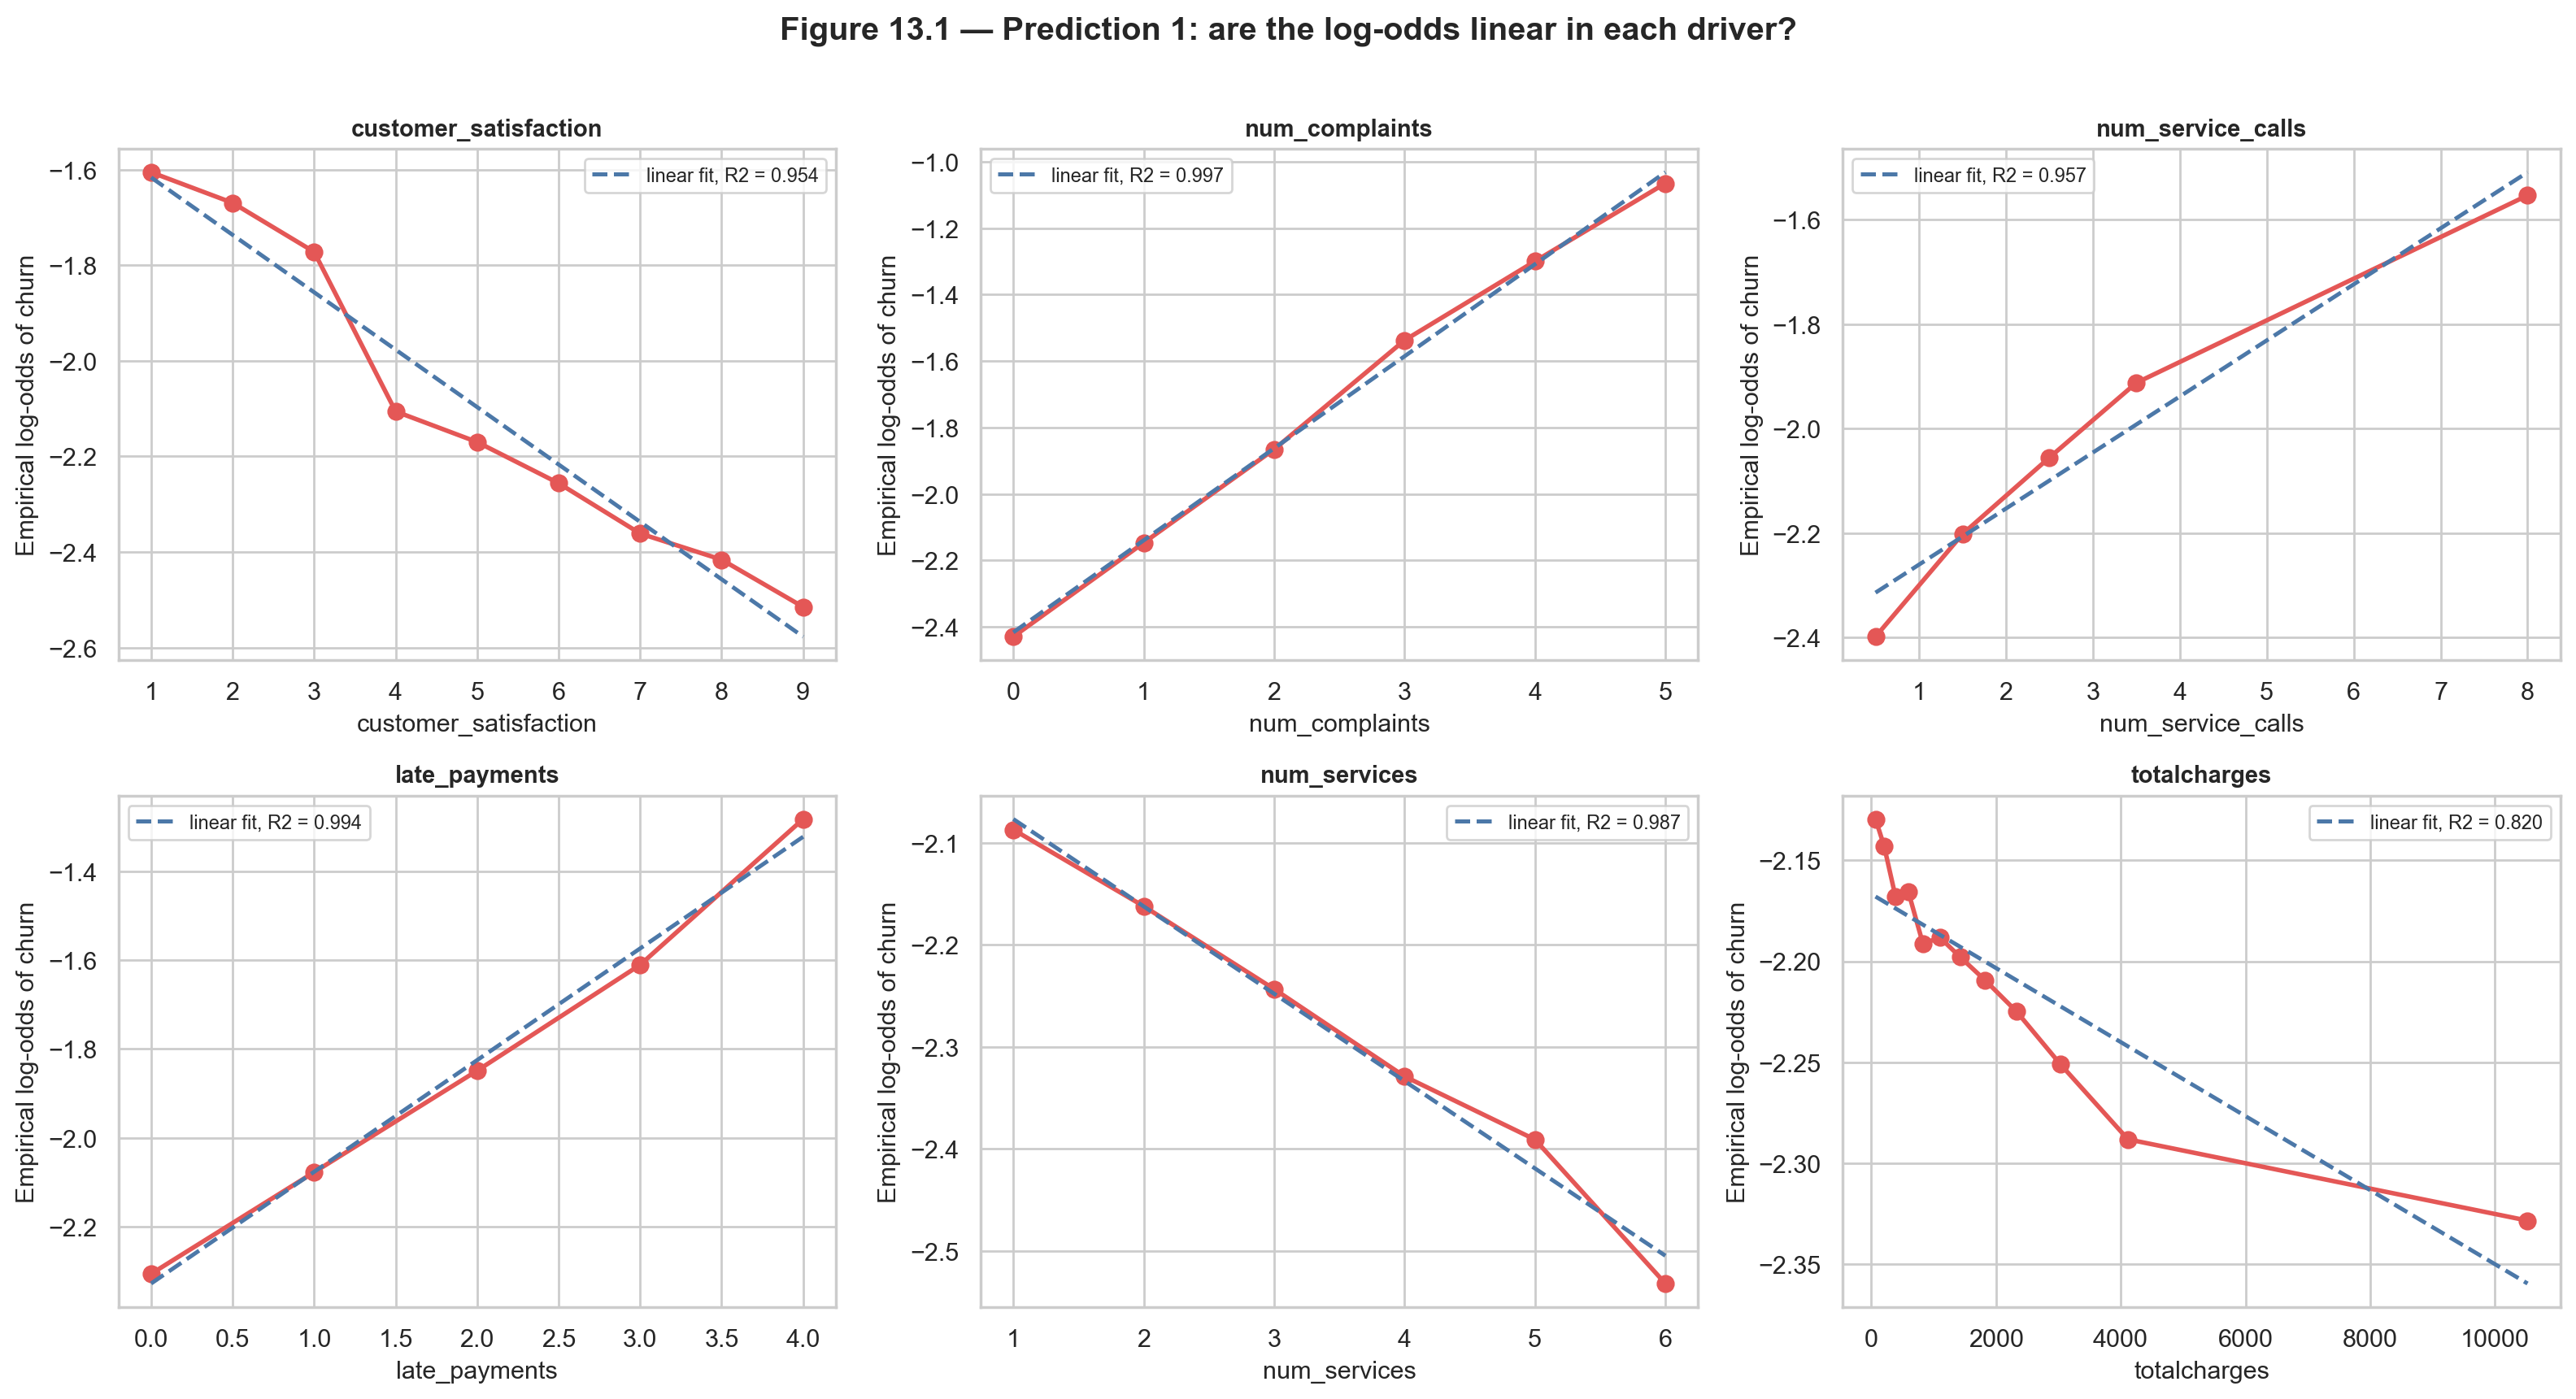 Figure 13.1 — Prediction 1: are the log-odds linear in each driver?
customer_satisfaction
linear fit, R2 = 0.954
Empirical log-odds of churn
−1.6
−1.8
−2.0
−2.2
−2.4
−2.6
1 2 3 4 5 6 7 8 9
customer_satisfaction
num_complaints
linear fit, R2 = 0.997
Empirical log-odds of churn
−1.0
−1.2
−1.4
−1.6
−1.8
−2.0
−2.2
−2.4
0 1 2 3 4 5
num_complaints
num_service_calls
linear fit, R2 = 0.957
Empirical log-odds of churn
−1.6
−1.8
−2.0
−2.2
−2.4
1 2 3 4 5 6 7 8
num_service_calls
late_payments
linear fit, R2 = 0.994
Empirical log-odds of churn
−1.4
−1.6
−1.8
−2.0
−2.2
0.0 0.5 1.0 1.5 2.0 2.5 3.0 3.5 4.0
late_payments
num_services
linear fit, R2 = 0.987
Empirical log-odds of churn
−2.1
−2.2
−2.3
−2.4
−2.5
1 2 3 4 5 6
num_services
totalcharges
linear fit, R2 = 0.820
Empirical log-odds of churn
−2.15
−2.20
−2.25
−2.30
−2.35
0 2000 4000 6000 8000 10000
totalcharges